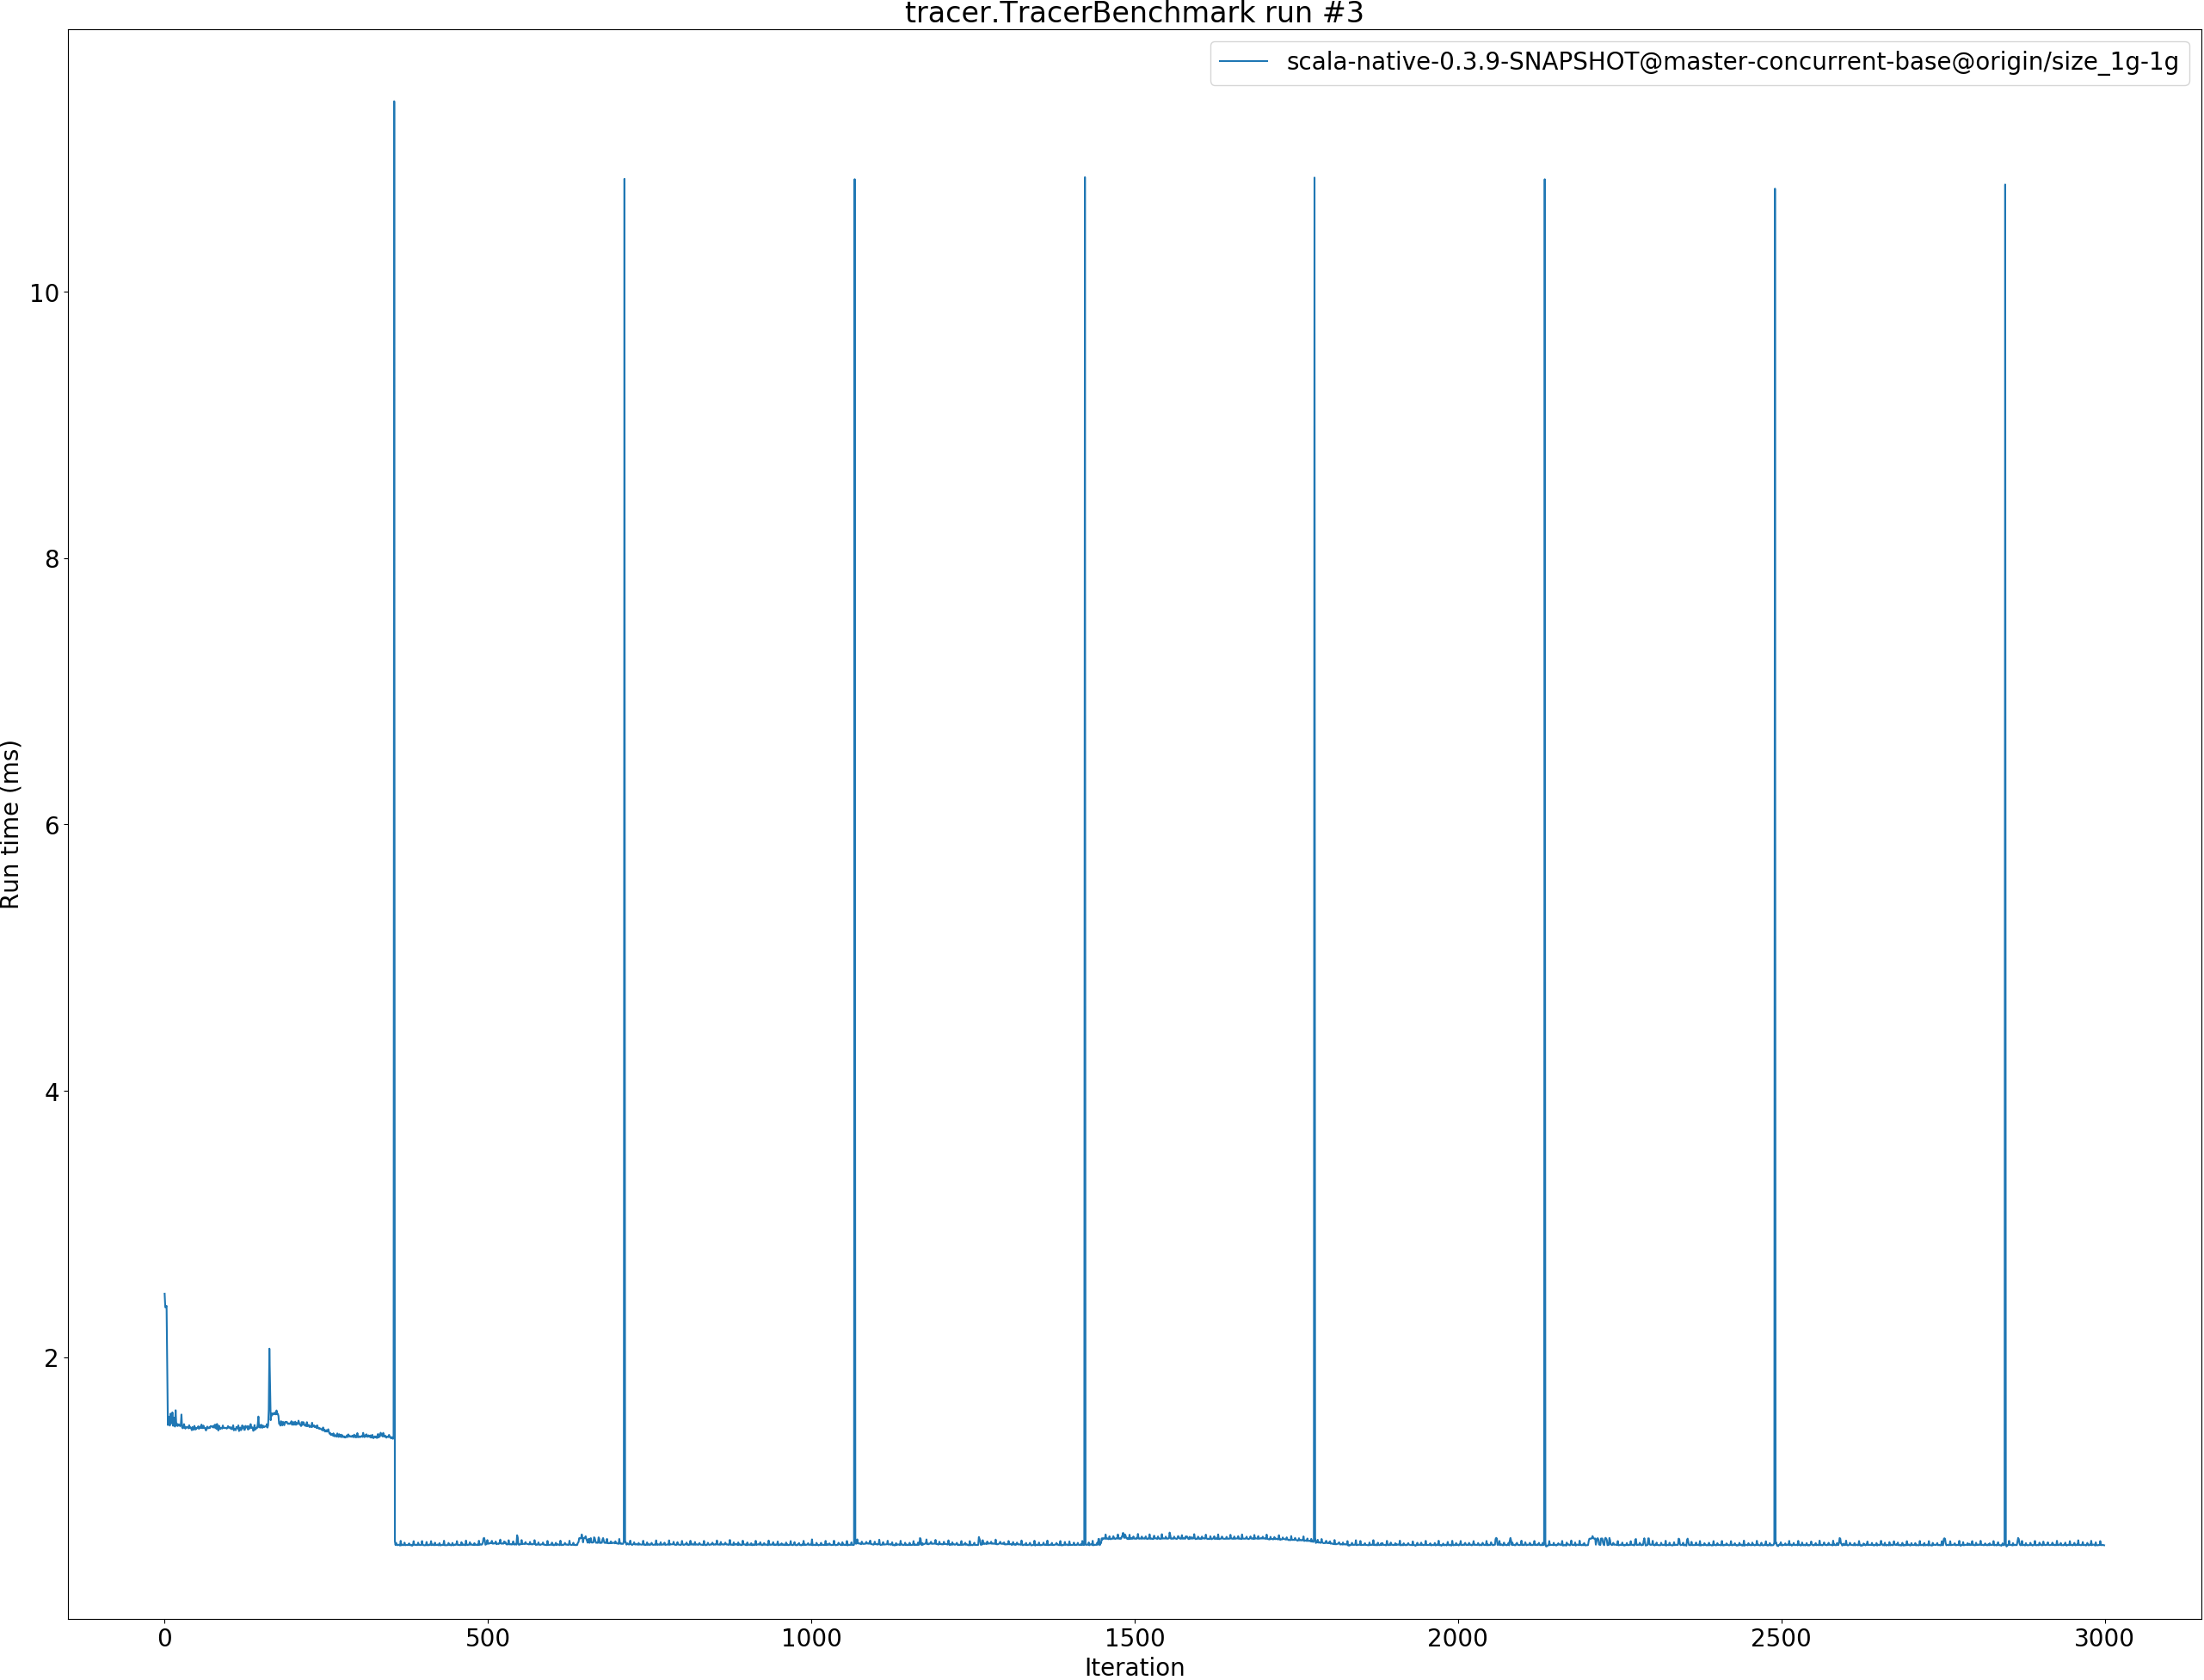 tracer.TracerBenchmark run #3
scala-native-0.3.9-SNAPSHOT@master-concurrent-base@origin/size_1g-1g
10
8
6
4
2
Run time (ms)
0 500 1000 1500 2000 2500 3000
Iteration